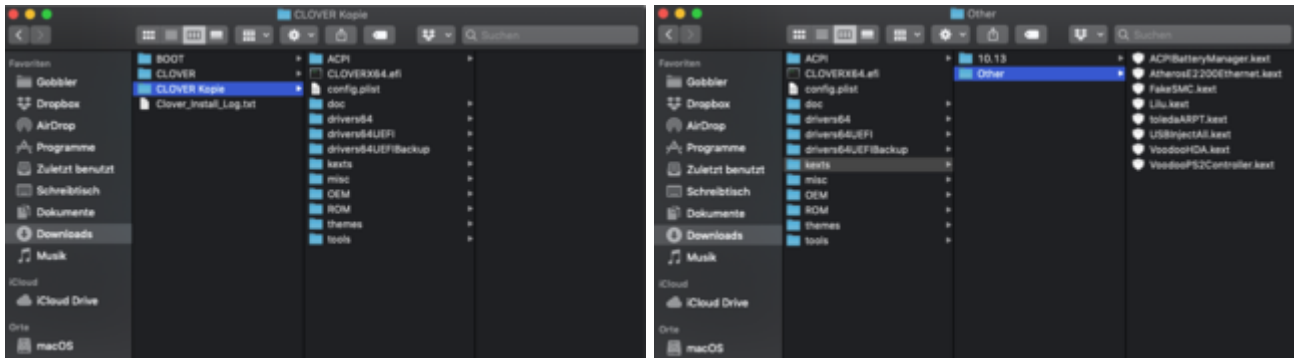 CLOVER Kopie
Suchen
Favoriten
Gobbler
Dropbox
AirDrop
Programme
Zuletzt benutzt
Schreibtisch
Dokumente
Downloads
Musik
iCloud
iCloud Drive
Orte
macOS
BOOT
CLOVER
CLOVER Kopie
Clover_Install_Log.txt
ACPI
CLOVERX64.efi
config.plist
doc
drivers64
drivers64UEFI
drivers64UEFIBackup
kexts
misc
OEM
ROM
themes
tools
Other
Suchen
Favoriten
Gobbler
Dropbox
AirDrop
Programme
Zuletzt benutzt
Schreibtisch
Dokumente
Downloads
Musik
iCloud
iCloud Drive
Orte
macOS
ACPI
CLOVERX64.efi
config.plist
doc
drivers64
drivers64UEFI
drivers64UEFIBackup
kexts
misc
OEM
ROM
themes
tools
10.13
Other
ACPIBatteryManager.kext
AtherosE2200Ethernet.kext
FakeSMC.kext
Lilu.kext
toledaARPT.kext
USBInjectAll.kext
VoodooHDA.kext
VoodooPS2Controller.kext